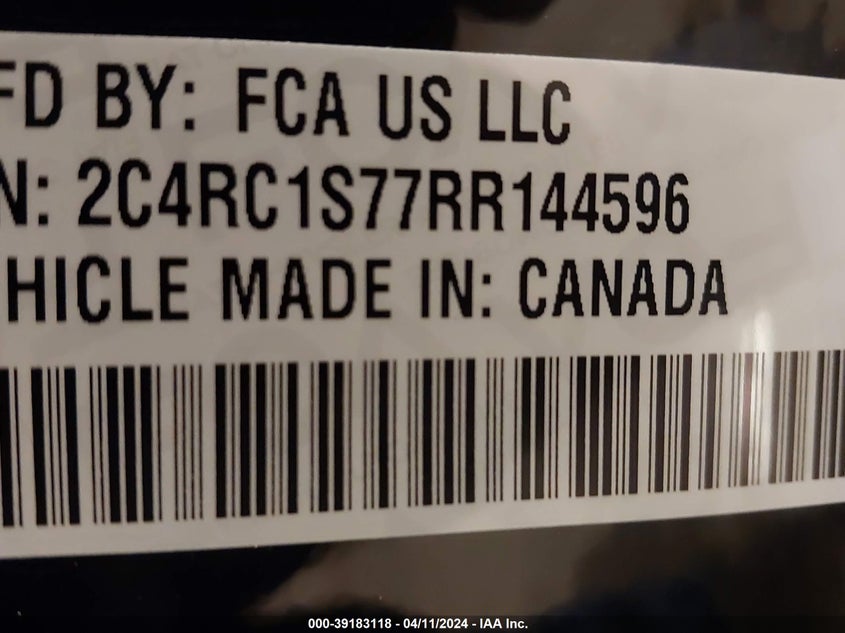 FD BY: FCA US LLC
N: 2C4RC1S77RR144596
HICLE MADE IN: CANADA
000-39183118 - 04/11/2024 - IAA Inc.